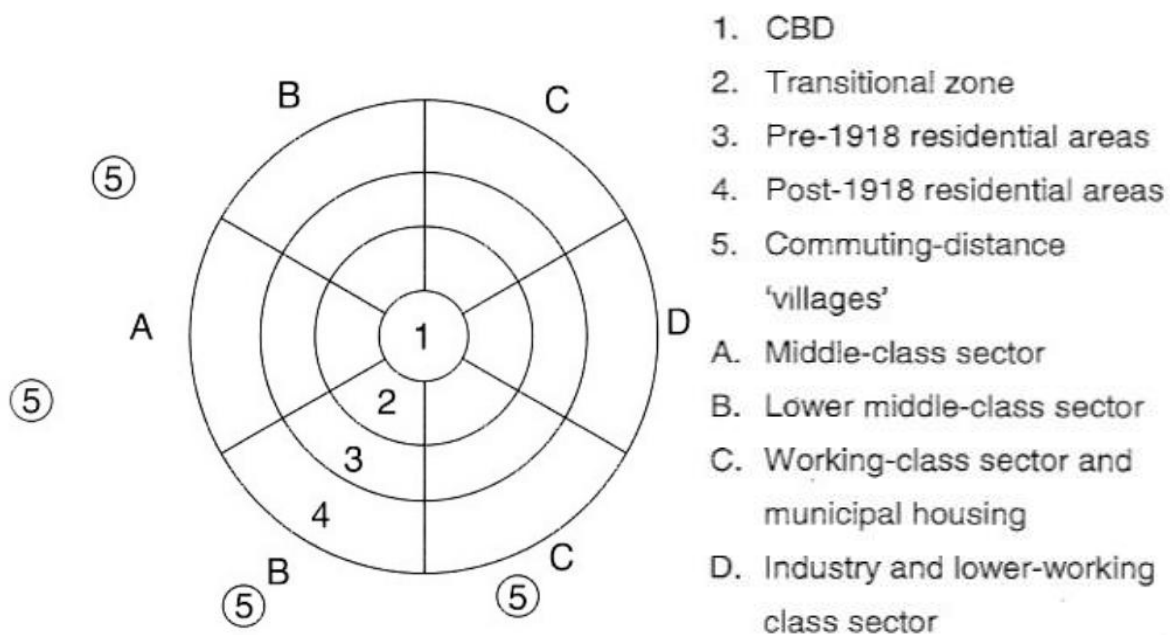 B
C
5
A
1
D
5
2
3
4
B
C
5
5
1. CBD
2. Transitional zone
3. Pre-1918 residential areas
4. Post-1918 residential areas
5. Commuting-distance
'villages'
A. Middle-class sector
B. Lower middle-class sector
C. Working-class sector and
municipal housing
D. Industry and lower-working
class sector